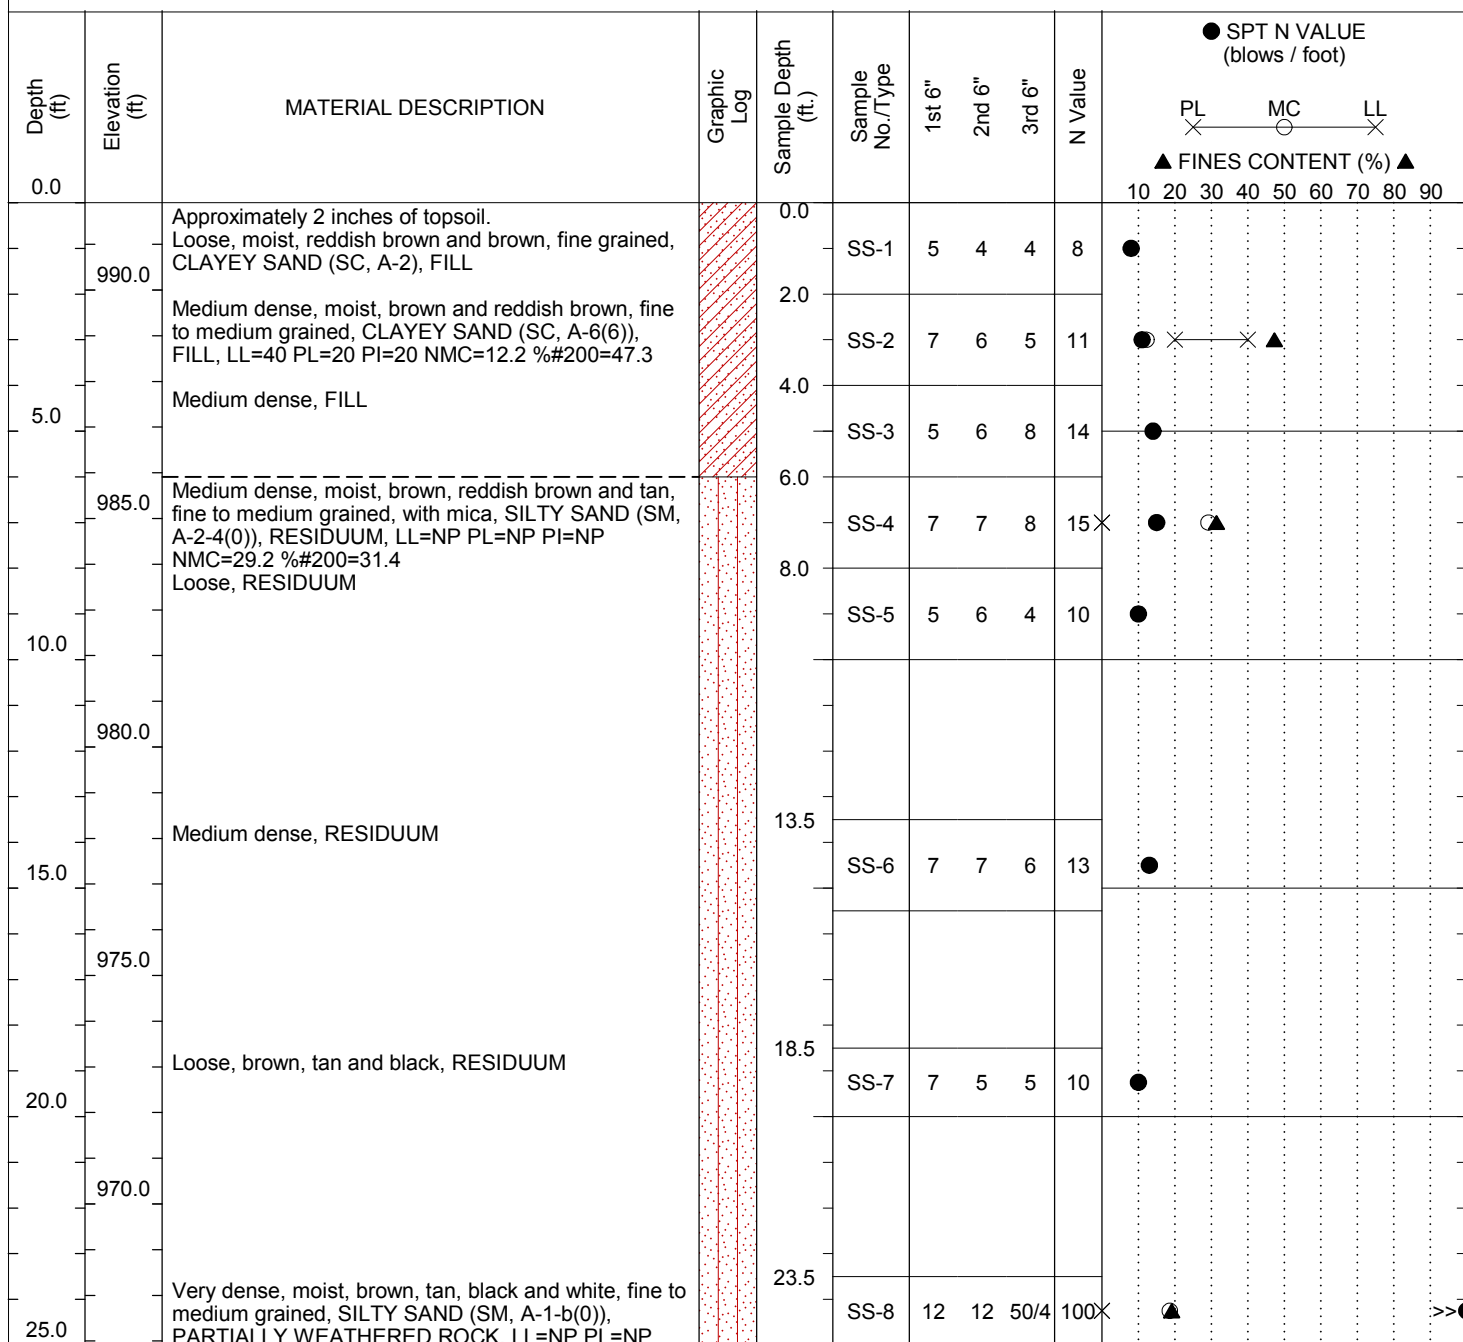 Depth (ft)
Elevation (ft)
MATERIAL DESCRIPTION
Graphic Log
Sample Depth (ft.)
Sample No./Type
1st 6"
2nd 6"
3rd 6"
N Value
SPT N VALUE
(blows / foot)
PL MC LL
FINES CONTENT (%)
10 20 30 40 50 60 70 80 90
0.0
0.0
Approximately 2 inches of topsoil.
Loose, moist, reddish brown and brown, fine grained,
CLAYEY SAND (SC, A-2), FILL
SS-1 5 4 4 8
990.0
2.0
Medium dense, moist, brown and reddish brown, fine
to medium grained, CLAYEY SAND (SC, A-6(6)),
FILL, LL=40 PL=20 PI=20 NMC=12.2 %#200=47.3
SS-2 7 6 5 11
4.0
Medium dense, FILL
5.0
SS-3 5 6 8 14
6.0
Medium dense, moist, brown, reddish brown and tan,
985.0
fine to medium grained, with mica, SILTY SAND (SM,
A-2-4(0)), RESIDUUM, LL=NP PL=NP PI=NP
NMC=29.2 %#200=31.4
SS-4 7 7 8 15
8.0
Loose, RESIDUUM
SS-5 5 6 4 10
10.0
980.0
13.5
Medium dense, RESIDUUM
SS-6 7 7 6 13
15.0
975.0
18.5
Loose, brown, tan and black, RESIDUUM
SS-7 7 5 5 10
20.0
970.0
23.5
Very dense, moist, brown, tan, black and white, fine to
medium grained, SILTY SAND (SM, A-1-b(0)),
PARTIALLY WEATHERED ROCK, LL=NP PL=NP
SS-8 12 12 50/4 100
>>
25.0